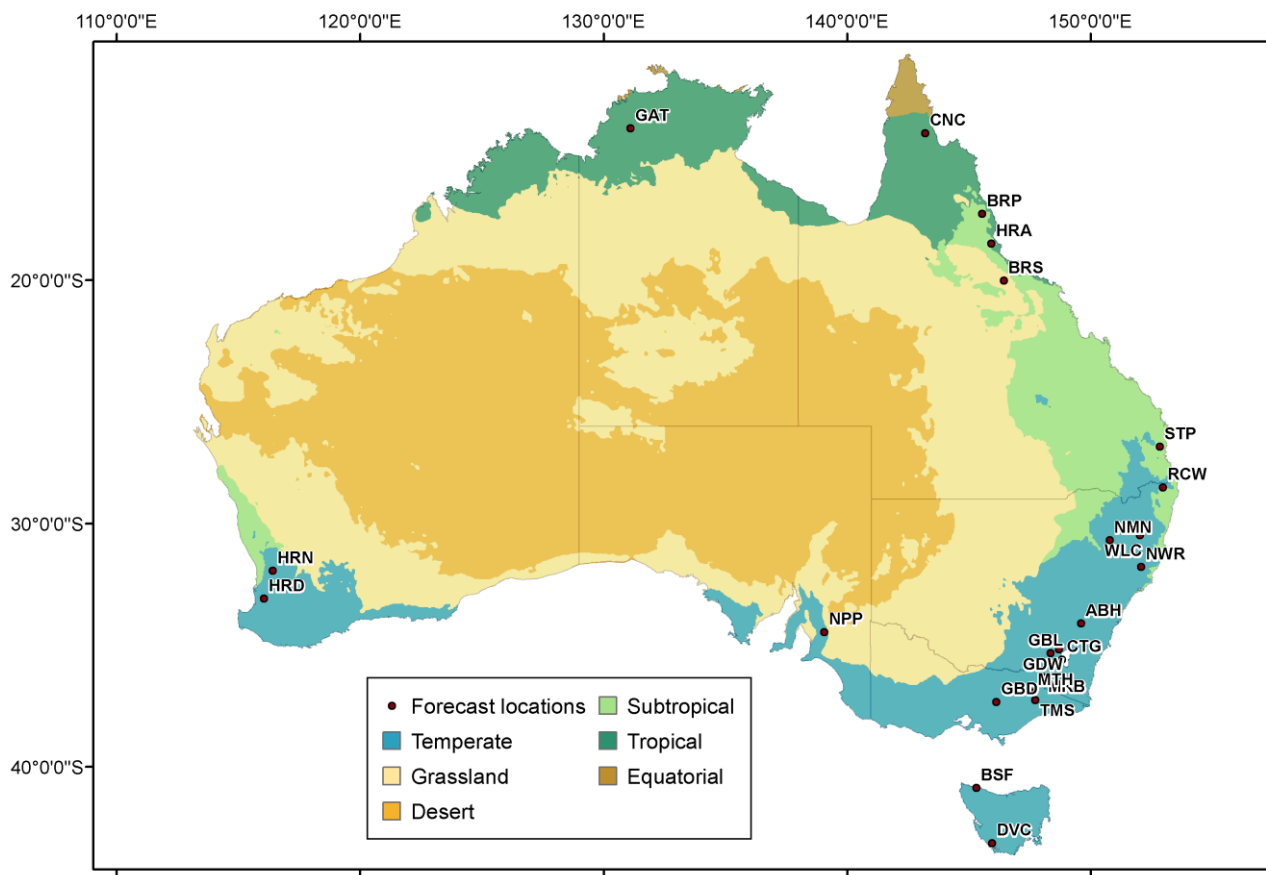 110°0'0"E 120°0'0"E 130°0'0"E 140°0'0"E 150°0'0"E
GAT
CNC
BRP
HRA
20°0'0"S
BRS
STP
RCW
30°0'0"S
NMN
WLC
NWR
HRN
HRD
ABH
NPP
GBL CTG
GDW
MTH
GBD MKB
TMS
Forecast locations Subtropical
Temperate Tropical
Grassland Equatorial
Desert
40°0'0"S
BSF
DVC